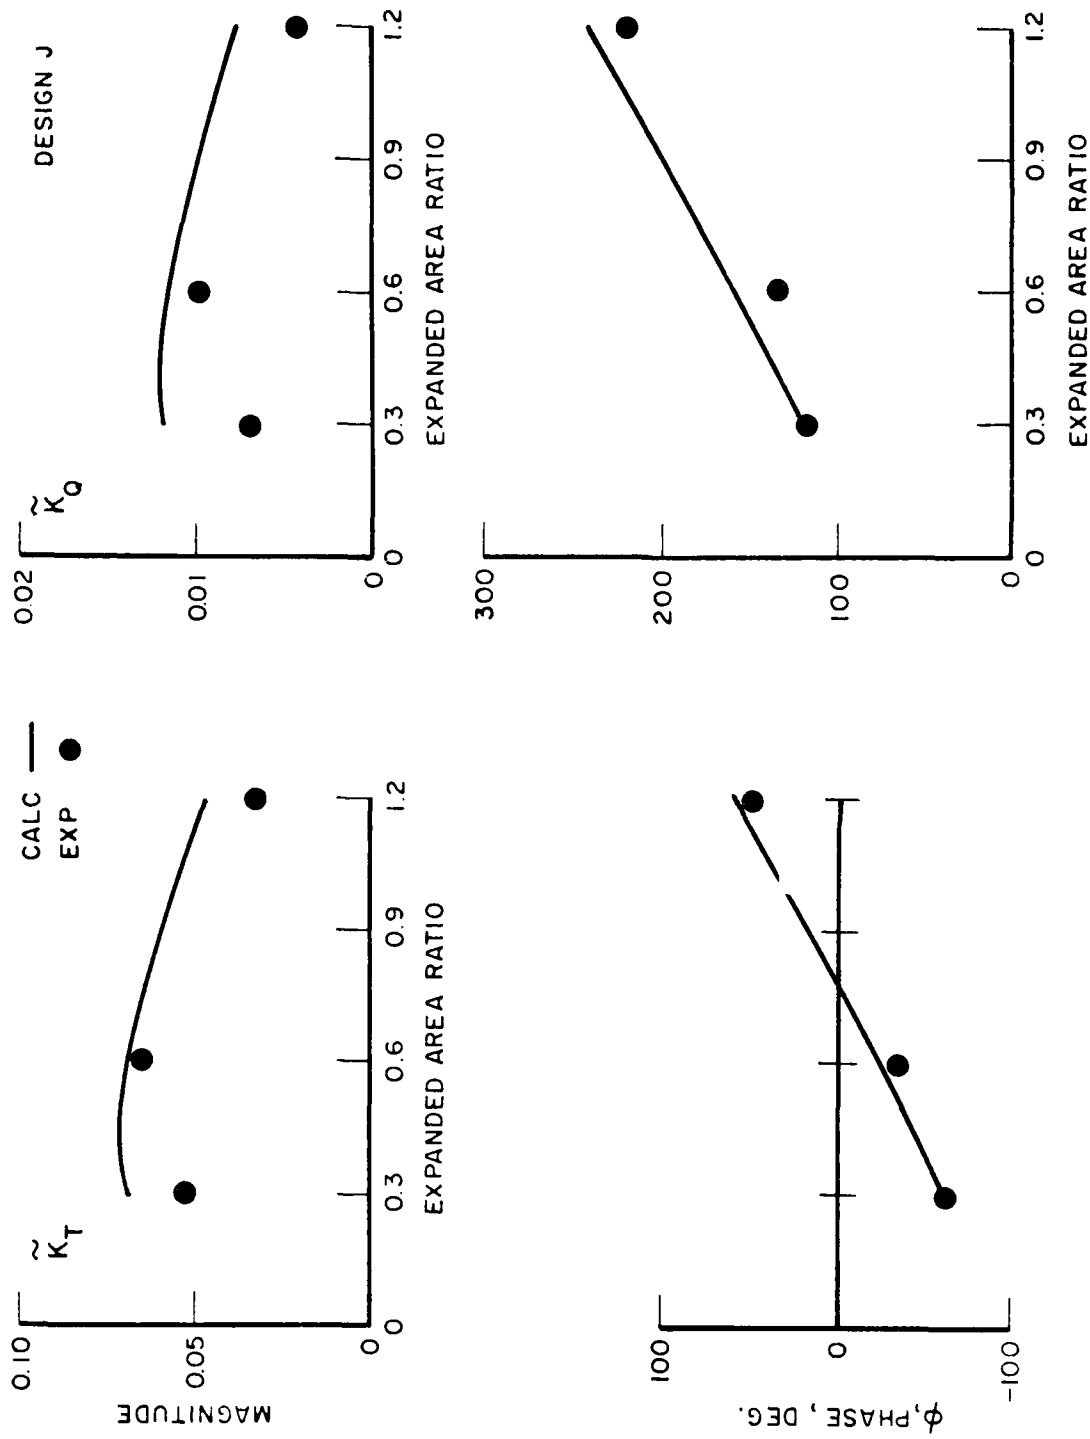 CALC
EXP
DESIGN J
K̃_T
0.10
0.05
0
MAGNITUDE
0 0.3 0.6 0.9 1.2
EXPANDED AREA RATIO
K̃_Q
0.02
0.01
0
0 0.3 0.6 0.9 1.2
EXPANDED AREA RATIO
100
0
-100
ϕ, PHASE, DEG.
300
200
100
0
0 0.3 0.6 0.9 1.2
EXPANDED AREA RATIO